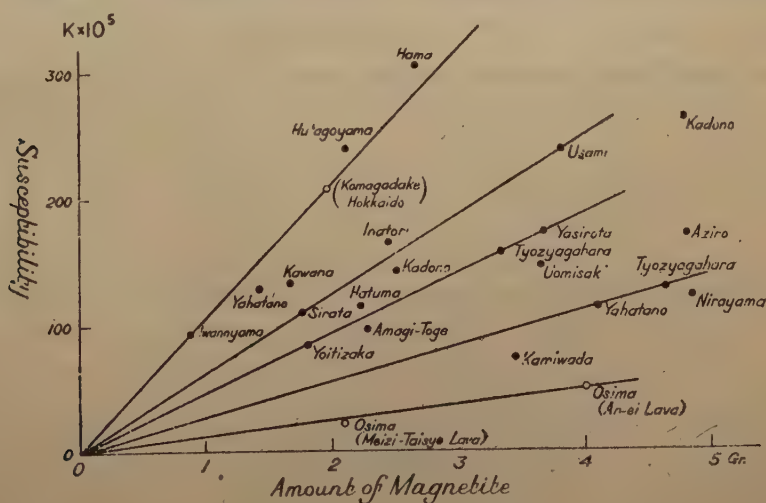 K×10⁵
300
200
100
0
Susceptibility
Hama
Hu'agoyama
(Komagadake
Hokkaido)
Kadono
Usami
Inatori
Kadono
Yasirota
Tyozyagahara
Uomisaki
Aziro
Tyozyagahara
Nirayama
Yahatano
Kawana
Yahatano
Hatuma
Sirata
Iwannyama
Amagi-Toge
Yoitizaka
Kamiwada
Osima
(An-ei Lava)
Osima
(Meizi-Taisyo Lava)
0 1 2 3 4 5 Gr.
Amount of Magnetite